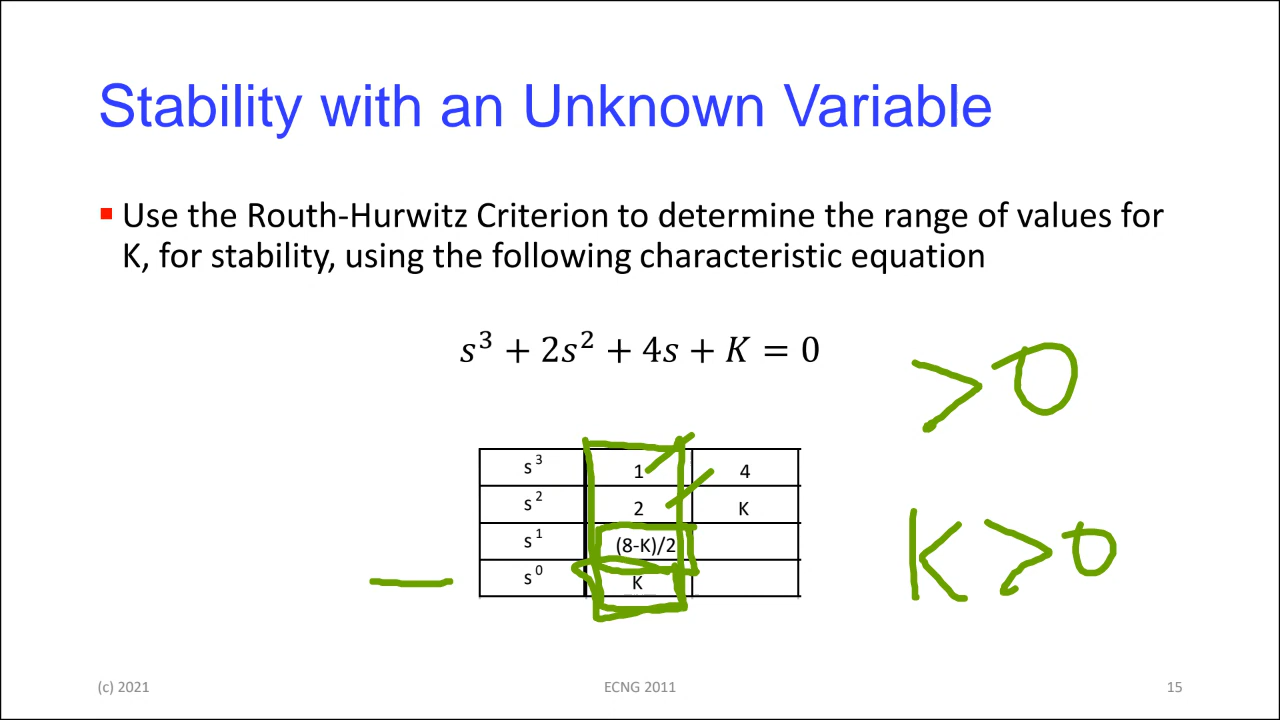 Stability with an Unknown Variable
Use the Routh-Hurwitz Criterion to determine the range of values for
K, for stability, using the following characteristic equation
s³ + 2s² + 4s + K = 0
>0
s³ 1 4
s² 2 K
s¹ (8-K)/2
s⁰ K
K>0
(c) 2021 ECNG 2011 15